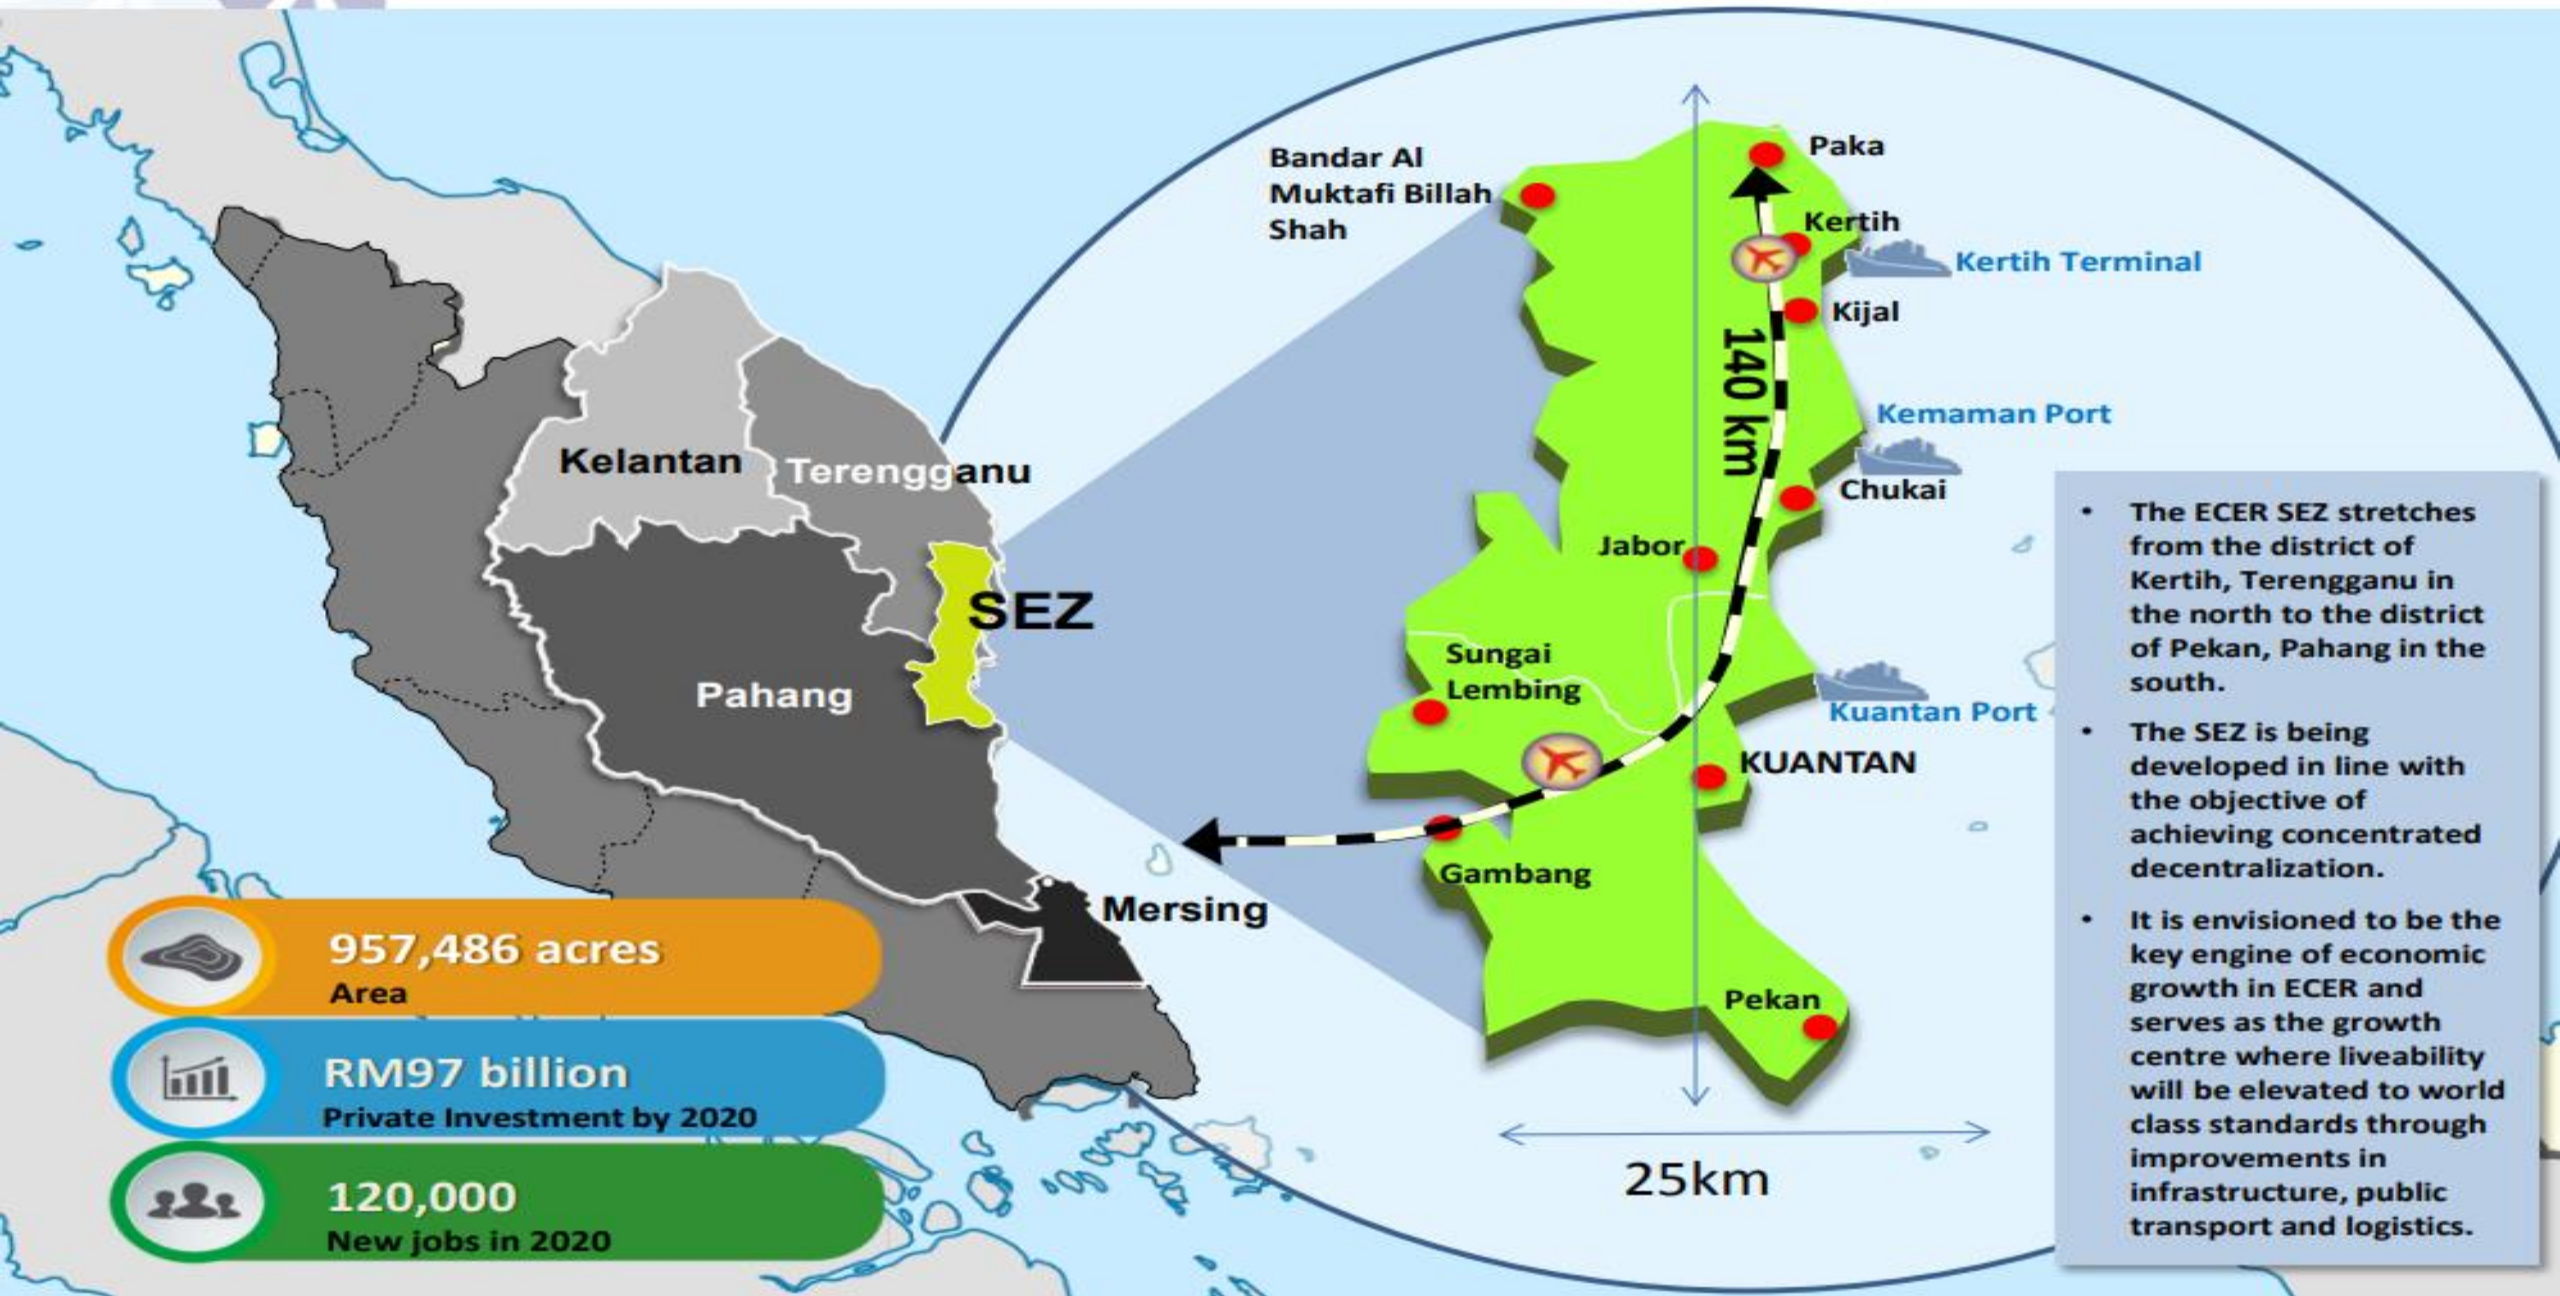 Kelantan
Terengganu
SEZ
Pahang
Mersing
957,486 acres
Area
RM97 billion
Private Investment by 2020
120,000
New jobs in 2020
Bandar Al
Muktafi Billah
Shah
Paka
Kertih
Kertih Terminal
Kijal
140 km
Kemaman Port
Chukai
Jabor
Sungai
Lembing
Kuantan Port
KUANTAN
Gambang
Pekan
25km
• The ECER SEZ stretches
from the district of
Kertih, Terengganu in
the north to the district
of Pekan, Pahang in the
south.
• The SEZ is being
developed in line with
the objective of
achieving concentrated
decentralization.
• It is envisioned to be the
key engine of economic
growth in ECER and
serves as the growth
centre where liveability
will be elevated to world
class standards through
improvements in
infrastructure, public
transport and logistics.